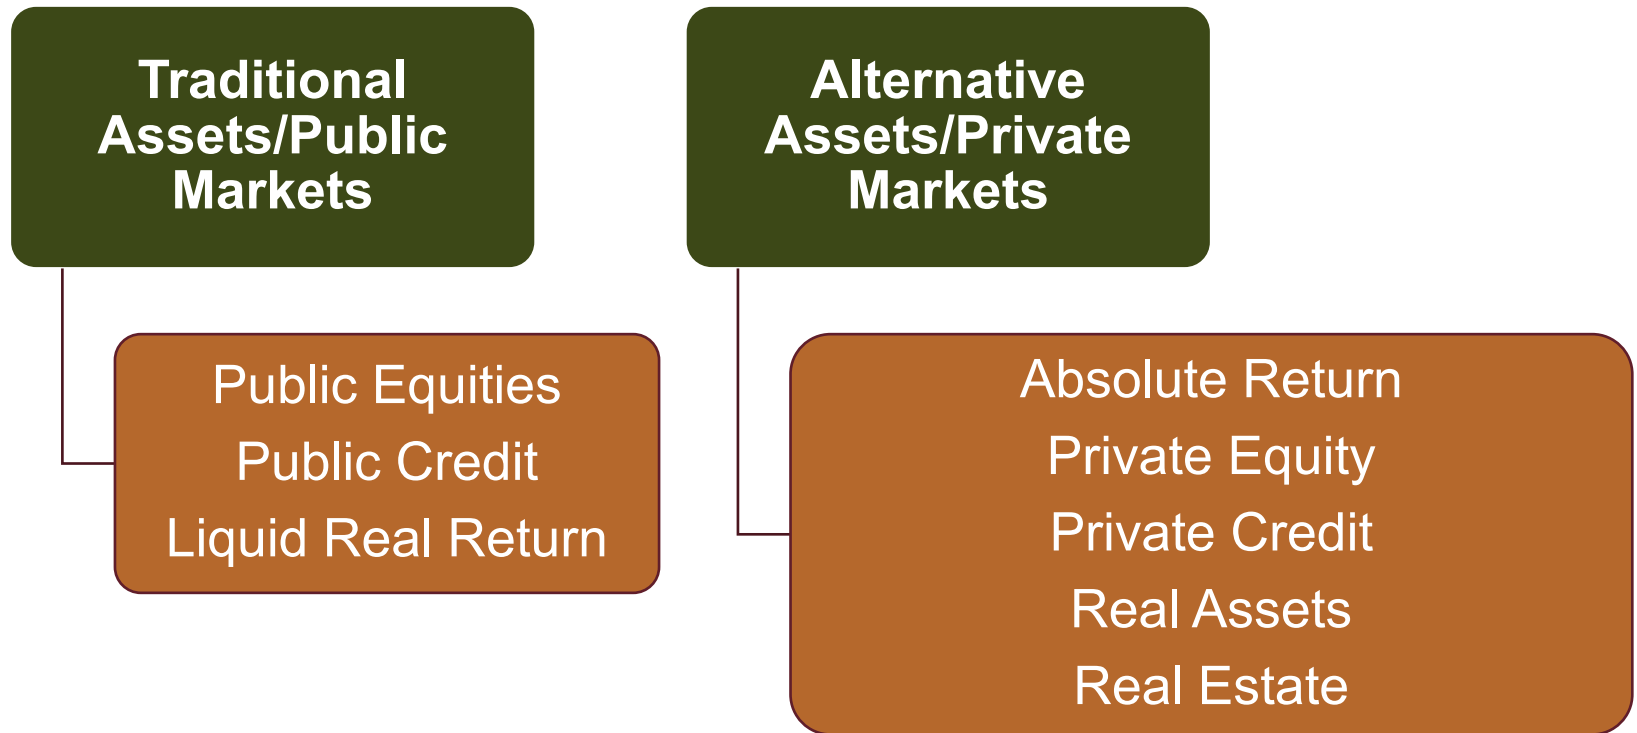 Traditional
Assets/Public
Markets
Public Equities
Public Credit
Liquid Real Return
Alternative
Assets/Private
Markets
Absolute Return
Private Equity
Private Credit
Real Assets
Real Estate